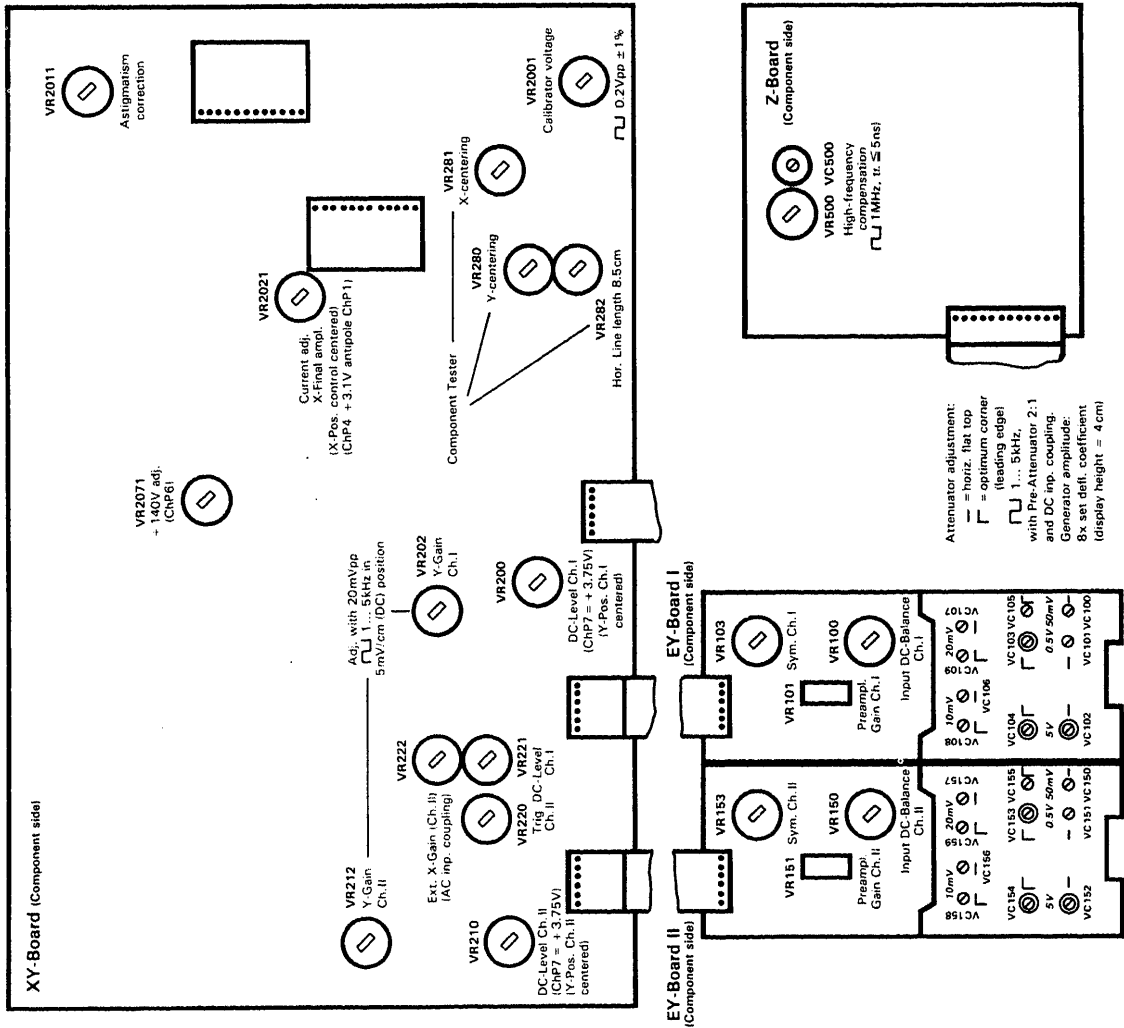 XY-Board (Component side)
VR2011
Astigmatism
correction
VR2021
Current adj.
X-Final ampl.
(X-Pos. control centered)
(ChP4 + 3.1V antipole ChP1)
VR2071
+ 140V adj.
(ChP6)
VR2001
Calibrator voltage
0.2Vpp ±1%
VR281
X-centering
VR280
Y-centering
VR282
Hor. Line length 8.5cm
Component Tester
Adj. with 20mVpp
1... 5kHz in
5mV/cm (DC) position
VR202
Y-Gain
Ch.I
VR200
DC-Level Ch.I
(ChP7 = + 3.75V)
(Y-Pos. Ch.I
centered)
VR212
Y-Gain
Ch.II
VR222
Ext. X-Gain (Ch.II)
(AC inp. coupling)
VR220
VR221
Trig DC-Level
Ch.II
Ch.I
VR210
DC-Level Ch.II
(ChP7 = + 3.75V)
(Y-Pos. Ch.II
centered)
EY-Board II
(Component side)
VR153
Sym. Ch.II
VR151
Preampl.
Gain Ch.II
VR150
Input DC-Balance
Ch.II
VC158
10mV
VC156
VC159
20mV
VC157
VC154
5V
VC152
VC153
VC155
0.5V
50mV
VC151
VC150
EY-Board I
(Component side)
VR103
Sym. Ch.I
VR101
Preampl.
Gain Ch.I
VR100
Input DC-Balance
Ch.I
VC108
10mV
VC106
VC109
20mV
VC107
VC104
5V
VC102
VC103
VC105
0.5V
50mV
VC101
VC100
Z-Board
(Component side)
VR500 VC500
High-frequency
compensation
1MHz, tr. ≦ 5ns
Attenuator adjustment:
= horiz. flat top
= optimum corner
(leading edge)
1... 5kHz,
with Pre-Attenuator 2:1
and DC inp. coupling.
Generator amplitude:
8x set defl. coefficient
(display height = 4cm)